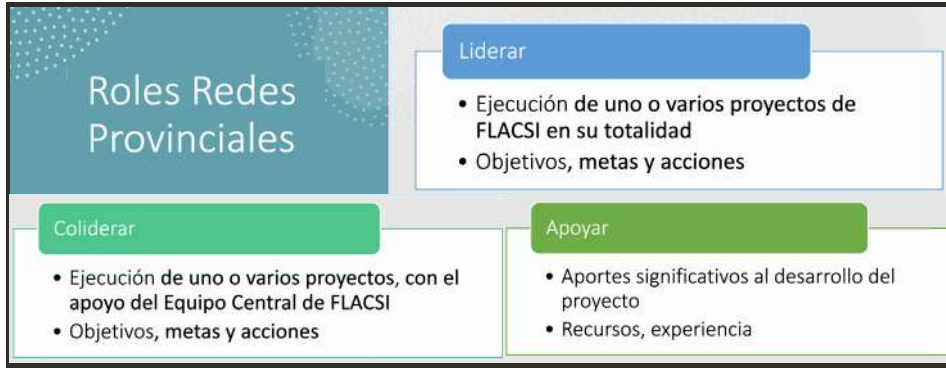 Roles Redes
Provinciales
Liderar
• Ejecución de uno o varios proyectos de
FLACSI en su totalidad
• Objetivos, metas y acciones
Coliderar
• Ejecución de uno o varios proyectos, con el
apoyo del Equipo Central de FLACSI
• Objetivos, metas y acciones
Apoyar
• Aportes significativos al desarrollo del
proyecto
• Recursos, experiencia